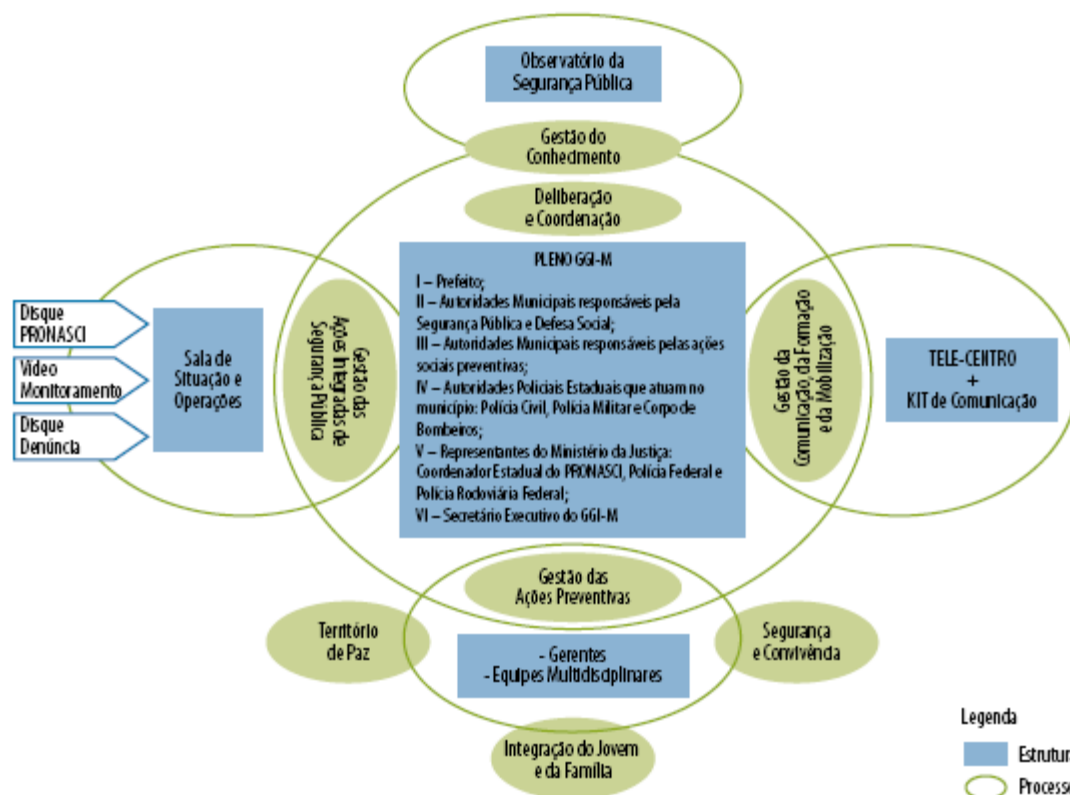 Observatório da
Segurança Pública
Gestão do
Conhecimento
Deliberação
e Coordenação
PLENO GGI-M
I – Prefeito;
II – Autoridades Municipais responsáveis pela
Segurança Pública e Defesa Social;
III – Autoridades Municipais responsáveis pelas ações
sociais preventivas;
IV – Autoridades Policiais Estaduais que atuam no
município: Polícia Civil, Polícia Militar e Corpo de
Bombeiros;
V – Representantes do Ministério da Justiça:
Coordenador Estadual do PRONASCI, Polícia Federal e
Polícia Rodoviária Federal;
VI – Secretário Executivo do GGI-M
Disque
PRONASCI
Vídeo
Monitoramento
Disque
Denúncia
Sala de
Situação e
Operações
Gestão das
Ações Integradas de
Segurança Pública
Gestão da
Comunicação, da Formação
e da Mobilização
TELE-CENTRO
+
KIT de Comunicação
Gestão das
Ações Preventivas
Território
de Paz
- Gerentes
- Equipes Multidisciplinares
Segurança
e Convivência
Integração do Jovem
e da Família
Legenda
Estrutura
Processo